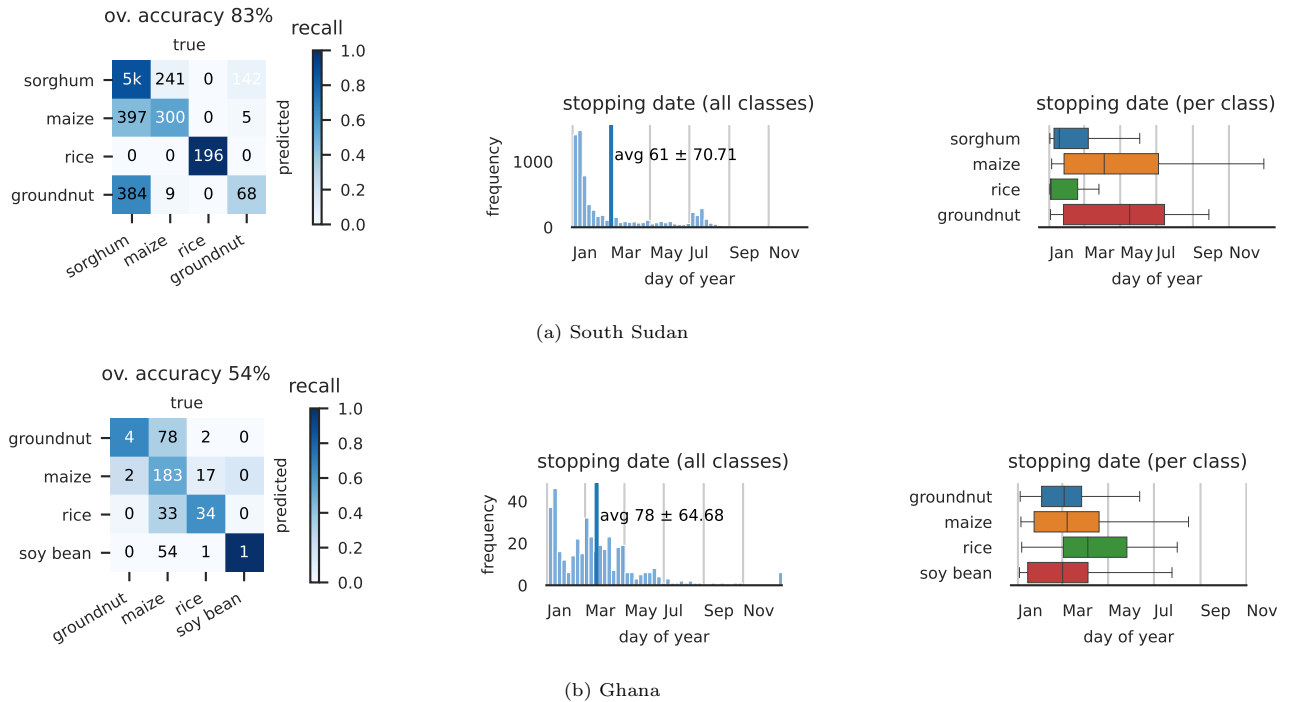 ov. accuracy 83%
true
recall
sorghum 5k 241 0 142
maize 397 300 0 5
rice 0 0 196 0
groundnut 384 9 0 68
sorghum maize rice groundnut
predicted
1.0
0.8
0.6
0.4
0.2
0.0
stopping date (all classes)
frequency
1000
0
avg 61 ± 70.71
Jan Mar May Jul Sep Nov
day of year
stopping date (per class)
sorghum
maize
rice
groundnut
Jan Mar May Jul Sep Nov
day of year
(a) South Sudan
ov. accuracy 54%
true
recall
groundnut 4 78 2 0
maize 2 183 17 0
rice 0 33 34 0
soy bean 0 54 1 1
groundnut maize rice soy bean
predicted
1.0
0.8
0.6
0.4
0.2
0.0
stopping date (all classes)
frequency
40
20
0
avg 78 ± 64.68
Jan Mar May Jul Sep Nov
day of year
stopping date (per class)
groundnut
maize
rice
soy bean
Jan Mar May Jul Sep Nov
day of year
(b) Ghana